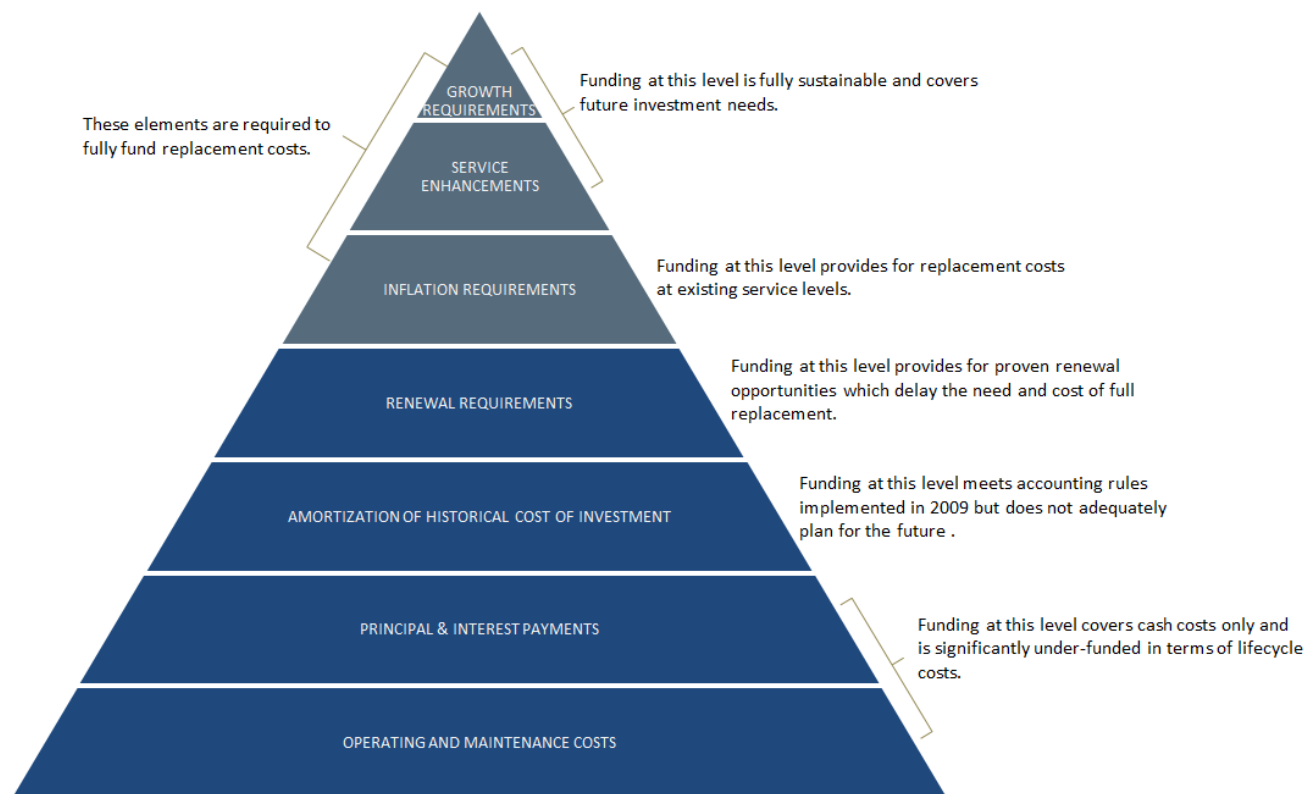 GROWTH
REQUIREMENTS
Funding at this level is fully sustainable and covers
future investment needs.
These elements are required to
fully fund replacement costs.
SERVICE
ENHANCEMENTS
INFLATION REQUIREMENTS
Funding at this level provides for replacement costs
at existing service levels.
RENEWAL REQUIREMENTS
Funding at this level provides for proven renewal
opportunities which delay the need and cost of full
replacement.
AMORTIZATION OF HISTORICAL COST OF INVESTMENT
Funding at this level meets accounting rules
implemented in 2009 but does not adequately
plan for the future .
PRINCIPAL & INTEREST PAYMENTS
Funding at this level covers cash costs only and
is significantly under-funded in terms of lifecycle
costs.
OPERATING AND MAINTENANCE COSTS